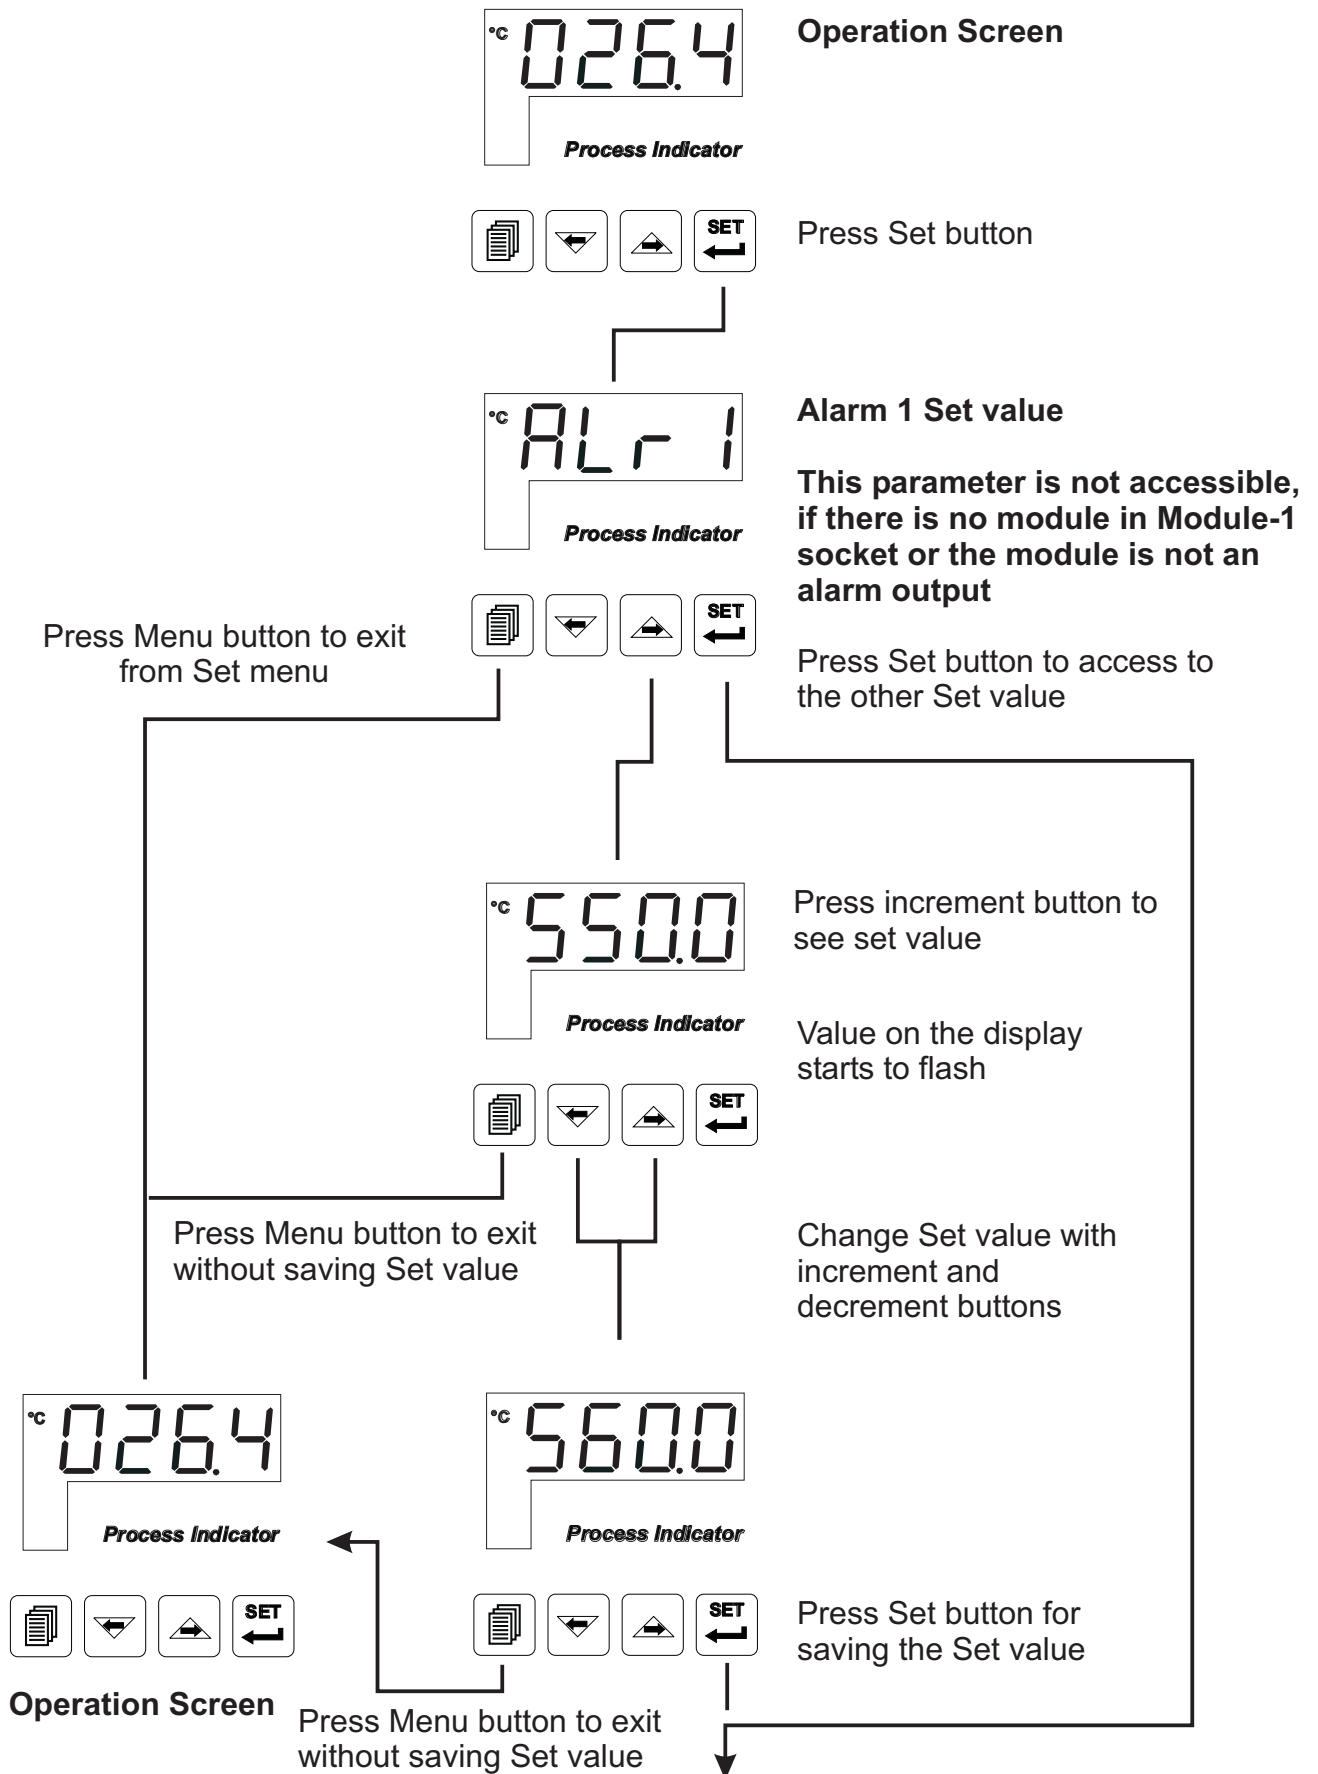 °C 026.4
Operation Screen
Process Indicator
SET
Press Set button
°C ALr 1
Alarm 1 Set value
This parameter is not accessible,
if there is no module in Module-1
socket or the module is not an
alarm output
Process Indicator
SET
Press Menu button to exit
from Set menu
Press Set button to access to
the other Set value
°C 550.0
Press increment button to
see set value
Process Indicator
Value on the display
starts to flash
SET
Press Menu button to exit
without saving Set value
Change Set value with
increment and
decrement buttons
°C 026.4
Process Indicator
SET
Operation Screen
°C 560.0
Process Indicator
SET
Press Set button for
saving the Set value
Press Menu button to exit
without saving Set value